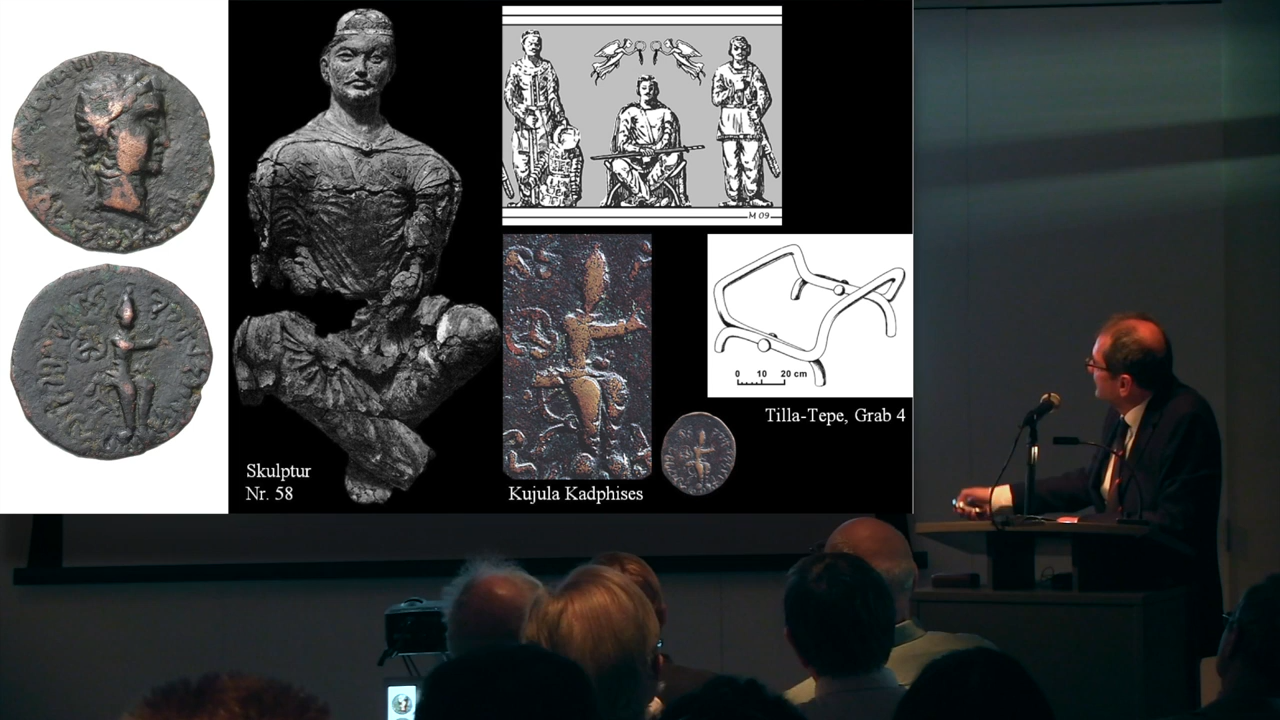 M 09
0 10 20 cm
Tilla-Tepe, Grab 4
Skulptur
Nr. 58
Kujula Kadphises